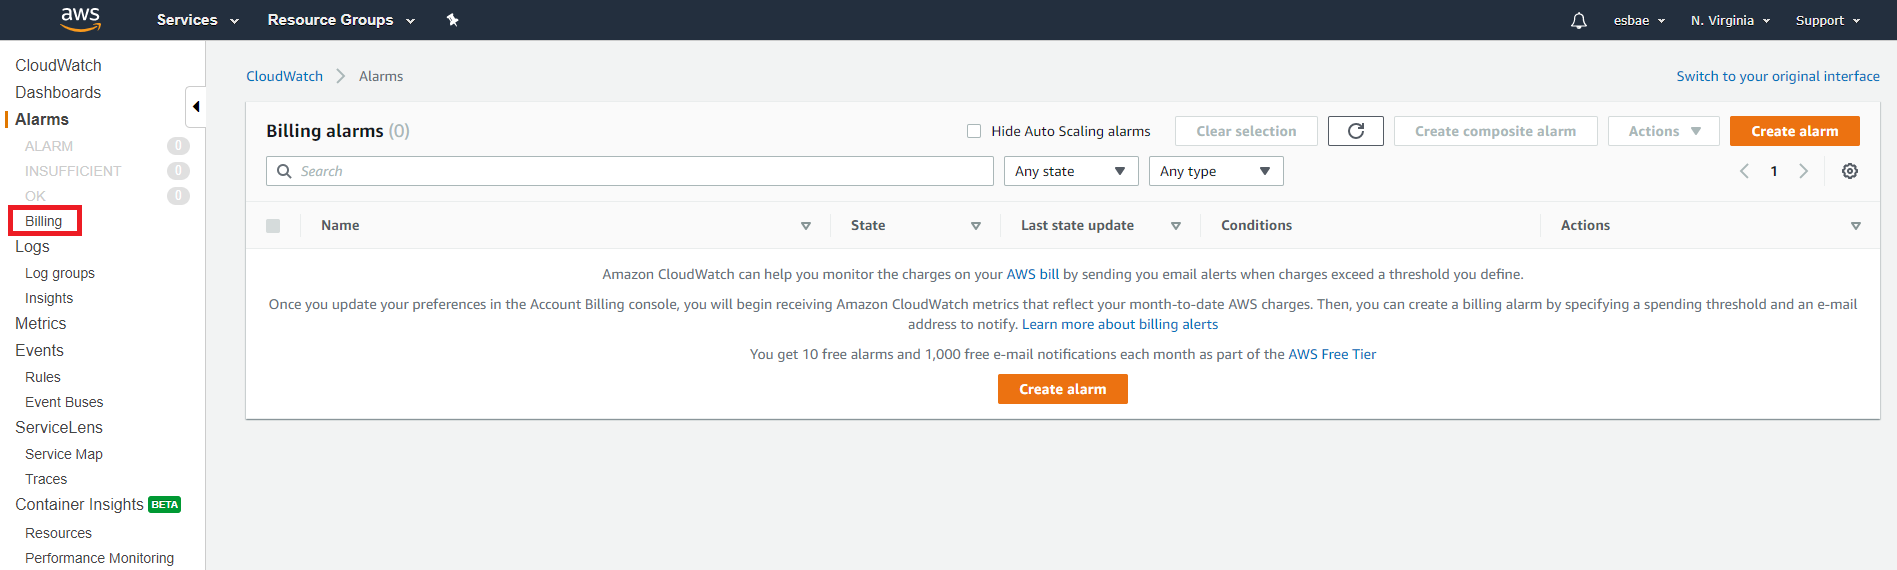 aws
Services
Resource Groups
esbae
N. Virginia
Support
CloudWatch
Dashboards
Alarms
ALARM 0
INSUFFICIENT 0
OK 0
Billing
Logs
Log groups
Insights
Metrics
Events
Rules
Event Buses
ServiceLens
Service Map
Traces
Container Insights BETA
Resources
Performance Monitoring
CloudWatch Alarms
Switch to your original interface
Billing alarms (0)
Hide Auto Scaling alarms
Clear selection
Create composite alarm
Actions
Create alarm
Search
Any state
Any type
1
Name
State
Last state update
Conditions
Actions
Amazon CloudWatch can help you monitor the charges on your AWS bill by sending you email alerts when charges exceed a threshold you define.
Once you update your preferences in the Account Billing console, you will begin receiving Amazon CloudWatch metrics that reflect your month-to-date AWS charges. Then, you can create a billing alarm by specifying a spending threshold and an e-mail
address to notify. Learn more about billing alerts
You get 10 free alarms and 1,000 free e-mail notifications each month as part of the AWS Free Tier
Create alarm